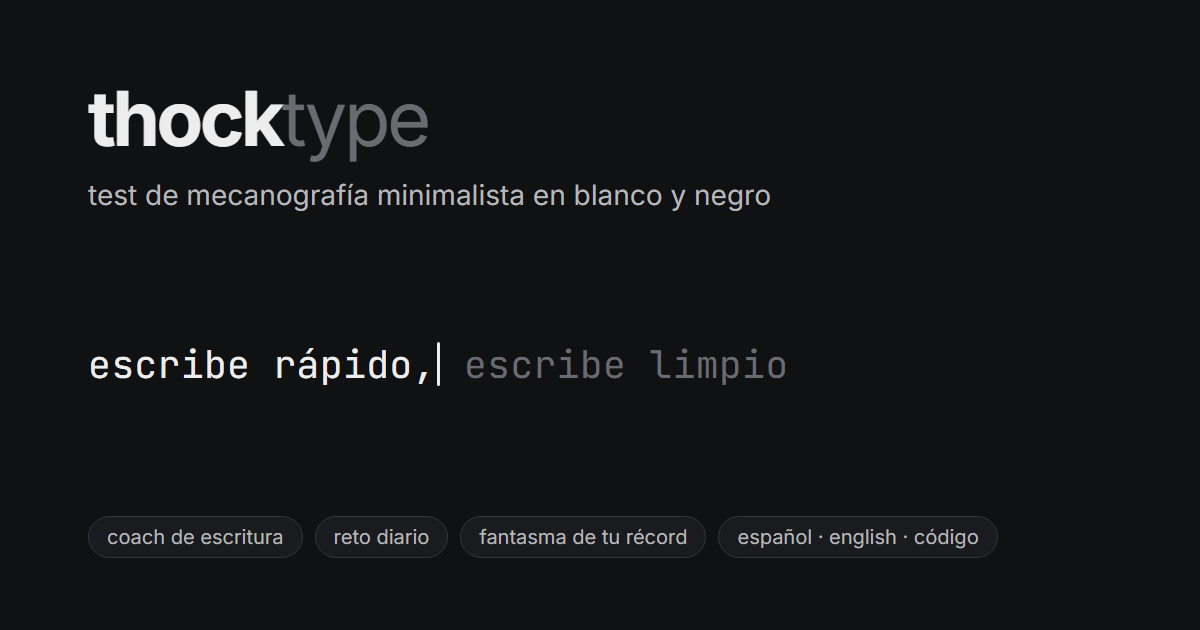 thocktype
test de mecanografía minimalista en blanco y negro
escribe rápido, escribe limpio
coach de escritura reto diario fantasma de tu récord español · english · código